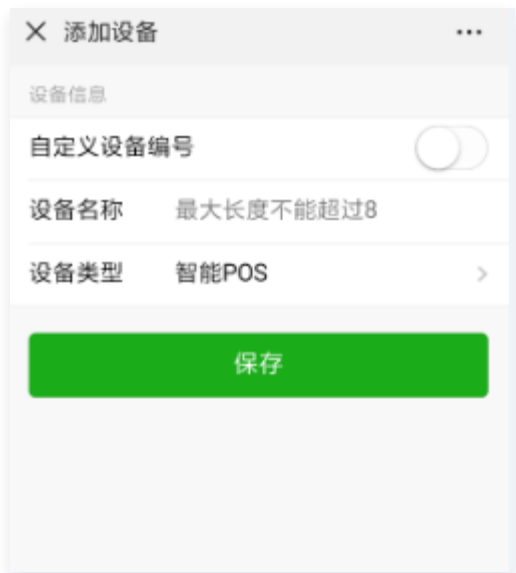 添加设备
设备信息
自定义设备编号
设备名称 最大长度不能超过8
设备类型 智能POS
保存